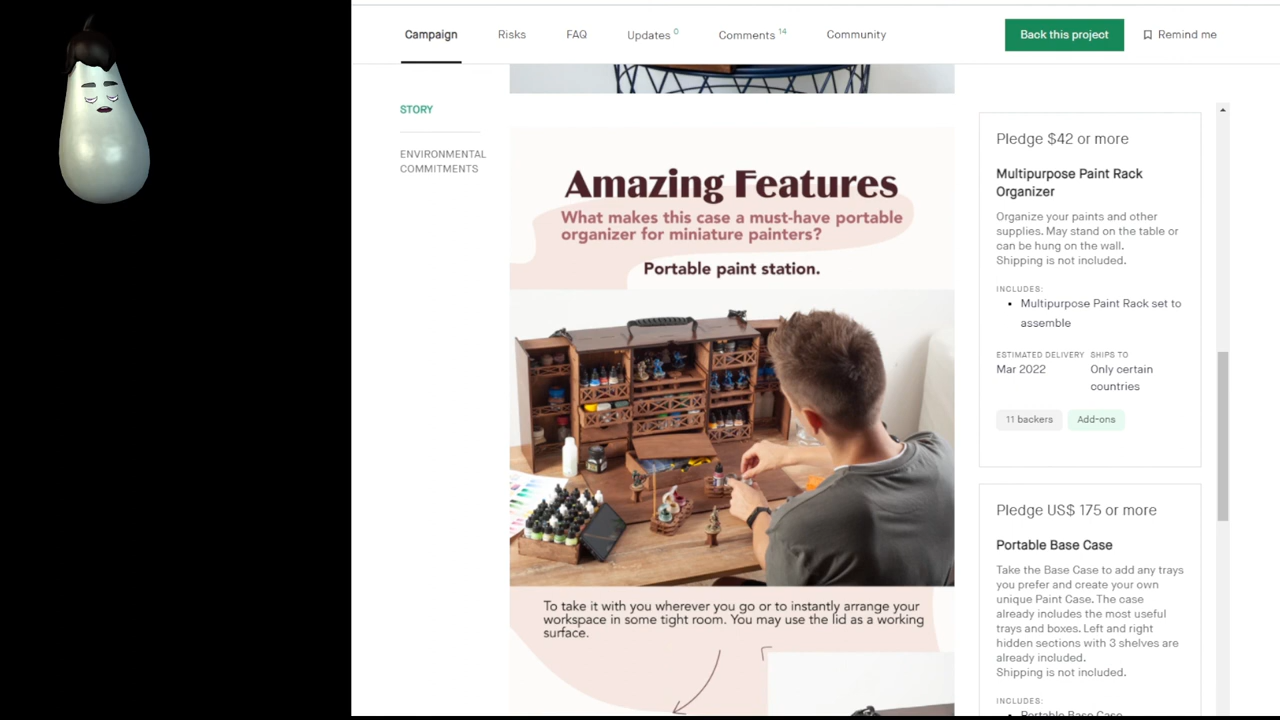 Campaign Risks FAQ Updates 0 Comments 14 Community Back this project Remind me
STORY
ENVIRONMENTAL
COMMITMENTS
Amazing Features
What makes this case a must-have portable
organizer for miniature painters?
Portable paint station.
To take it with you wherever you go or to instantly arrange your
workspace in some tight room. You may use the lid as a working
surface.
Pledge $42 or more
Multipurpose Paint Rack
Organizer
Organize your paints and other
supplies. May stand on the table or
can be hung on the wall.
Shipping is not included.
INCLUDES:
• Multipurpose Paint Rack set to
assemble
ESTIMATED DELIVERY SHIPS TO
Mar 2022 Only certain
countries
11 backers Add-ons
Pledge US$ 175 or more
Portable Base Case
Take the Base Case to add any trays
you prefer and create your own
unique Paint Case. The case
already includes the most useful
trays and boxes. Left and right
hidden sections with 3 shelves are
already included.
Shipping is not included.
INCLUDES:
• Portable Base Case